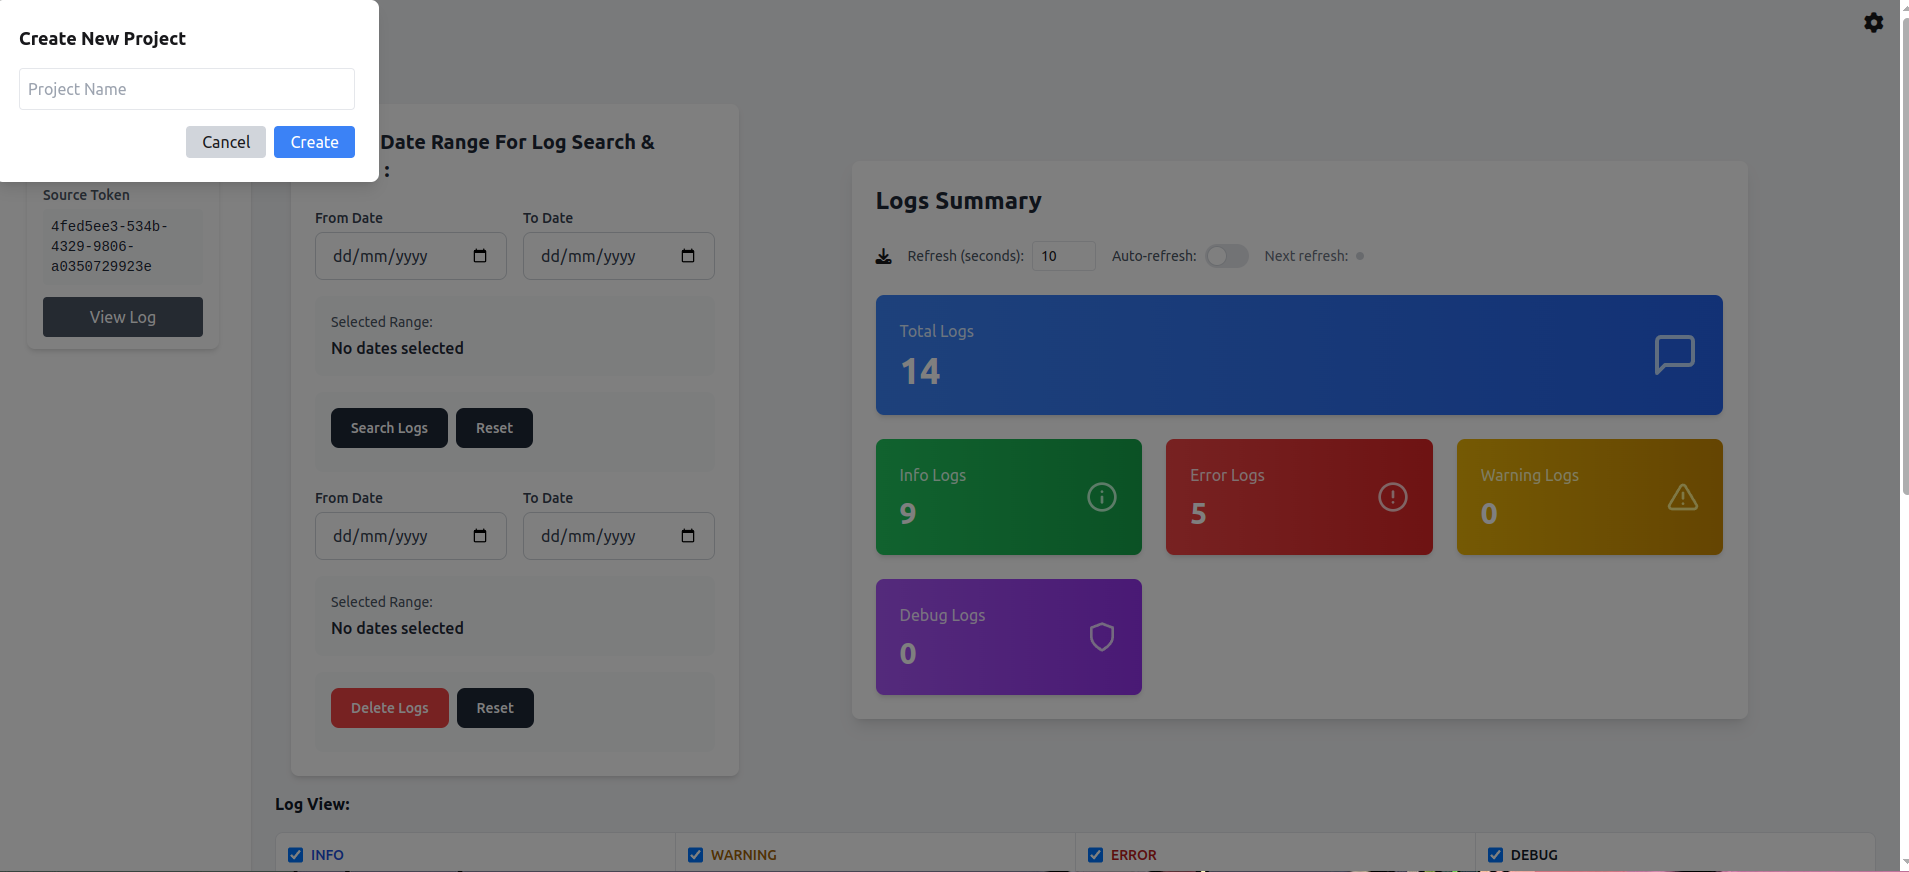 Create New Project
Project Name
Cancel
Create
Source Token
4fed5ee3-534b-
4329-9806-
a0350729923e
View Log
Date Range For Log Search &
:
From Date
To Date
dd/mm/yyyy
dd/mm/yyyy
Selected Range:
No dates selected
Search Logs
Reset
From Date
To Date
dd/mm/yyyy
dd/mm/yyyy
Selected Range:
No dates selected
Delete Logs
Reset
Logs Summary
Refresh (seconds):
10
Auto-refresh:
Next refresh:
Total Logs
14
Info Logs
9
Error Logs
5
Warning Logs
0
Debug Logs
0
Log View:
INFO
WARNING
ERROR
DEBUG